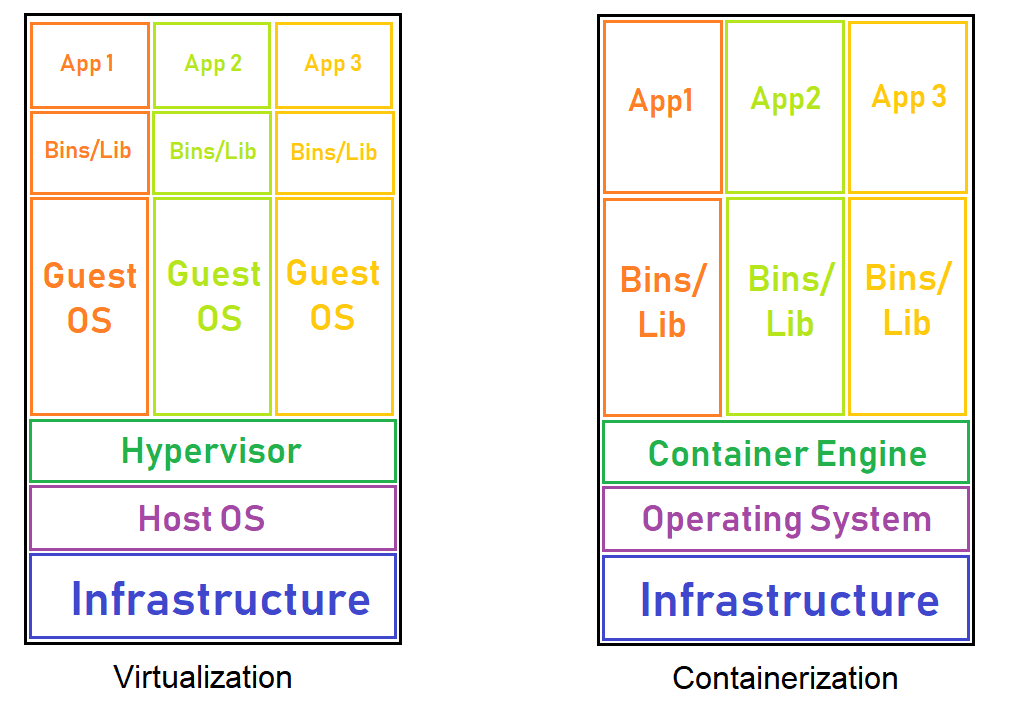 App 1
App 2
App 3
Bins/Lib
Bins/Lib
Bins/Lib
Guest
OS
Guest
OS
Guest
OS
Hypervisor
Host OS
Infrastructure
Virtualization
App1
App2
App 3
Bins/
Lib
Bins/
Lib
Bins/
Lib
Container Engine
Operating System
Infrastructure
Containerization